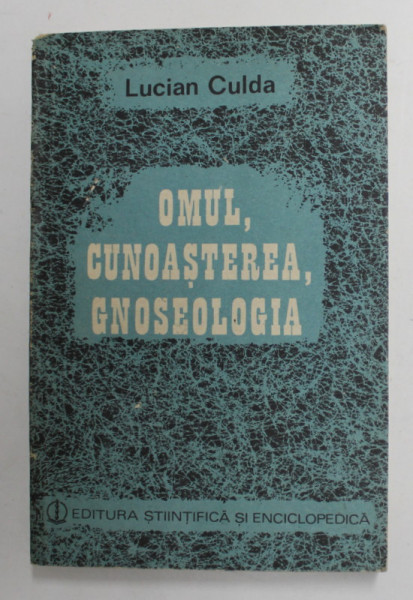 Lucian Culda
OMUL,
CUNOAȘTEREA,
GNOSEOLOGIA
EDITURA ȘTIINȚIFICĂ ȘI ENCICLOPEDICĂ